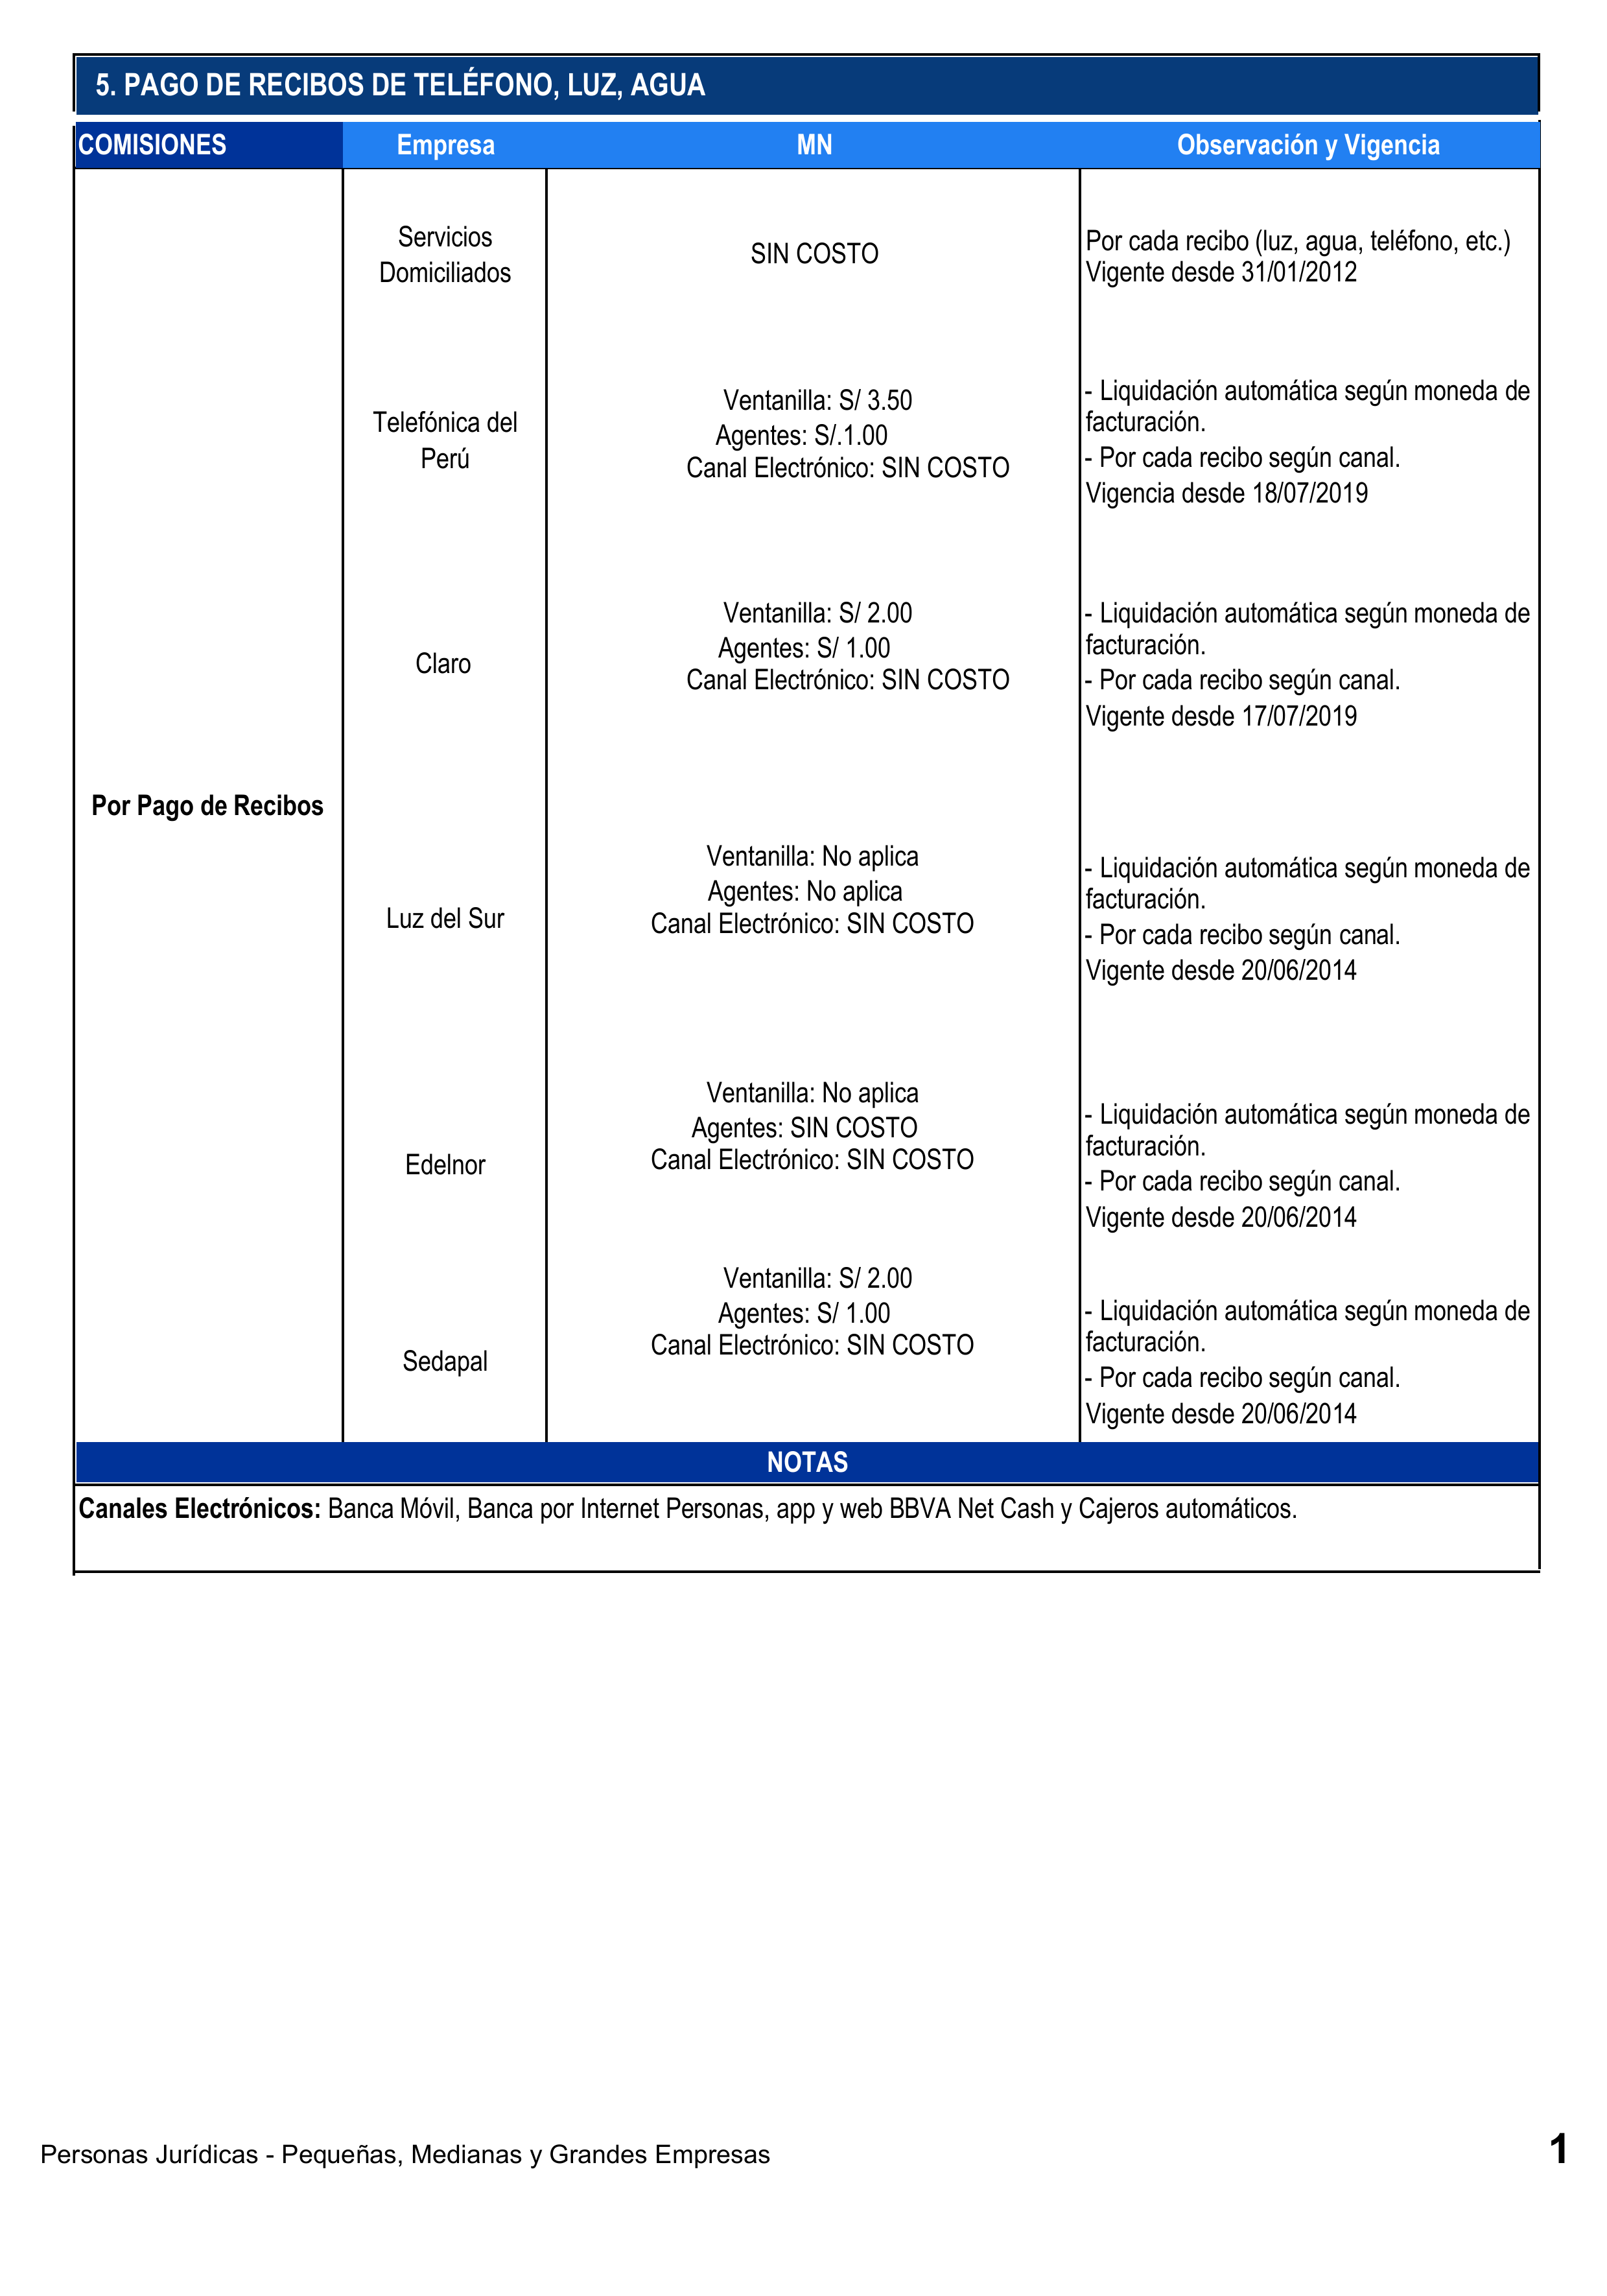 5. PAGO DE RECIBOS DE TELÉFONO, LUZ, AGUA
COMISIONES Empresa MN Observación y Vigencia
Por Pago de Recibos
Servicios
Domiciliados
SIN COSTO
Por cada recibo (luz, agua, teléfono, etc.)
Vigente desde 31/01/2012
Telefónica del
Perú
Ventanilla: S/ 3.50
Agentes: S/.1.00
Canal Electrónico: SIN COSTO
- Liquidación automática según moneda de
facturación.
- Por cada recibo según canal.
Vigencia desde 18/07/2019
Claro
Ventanilla: S/ 2.00
Agentes: S/ 1.00
Canal Electrónico: SIN COSTO
- Liquidación automática según moneda de
facturación.
- Por cada recibo según canal.
Vigente desde 17/07/2019
Luz del Sur
Ventanilla: No aplica
Agentes: No aplica
Canal Electrónico: SIN COSTO
- Liquidación automática según moneda de
facturación.
- Por cada recibo según canal.
Vigente desde 20/06/2014
Edelnor
Ventanilla: No aplica
Agentes: SIN COSTO
Canal Electrónico: SIN COSTO
- Liquidación automática según moneda de
facturación.
- Por cada recibo según canal.
Vigente desde 20/06/2014
Sedapal
Ventanilla: S/ 2.00
Agentes: S/ 1.00
Canal Electrónico: SIN COSTO
- Liquidación automática según moneda de
facturación.
- Por cada recibo según canal.
Vigente desde 20/06/2014
NOTAS
Canales Electrónicos: Banca Móvil, Banca por Internet Personas, app y web BBVA Net Cash y Cajeros automáticos.
Personas Jurídicas - Pequeñas, Medianas y Grandes Empresas 1